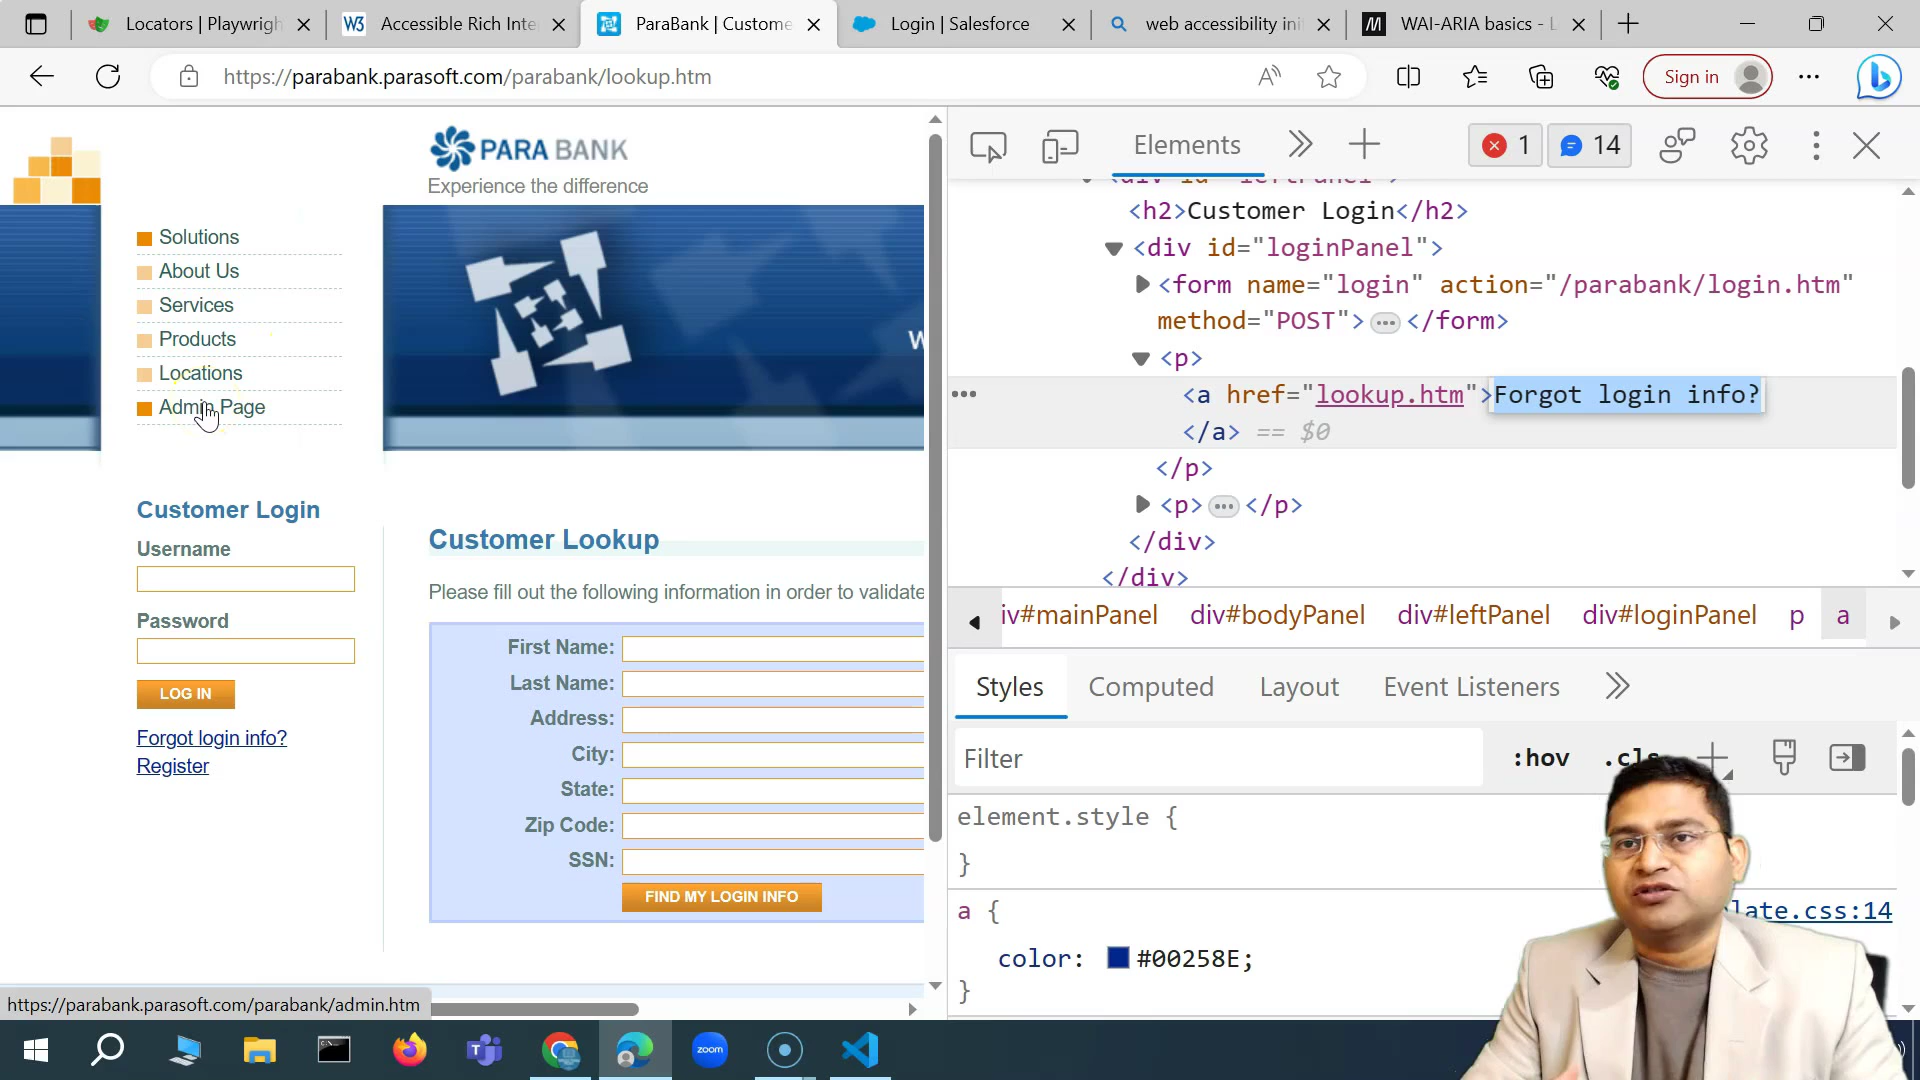 Locators | Playwrigh
Accessible Rich Inte
ParaBank | Custome
Login | Salesforce
web accessibility ini
WAI-ARIA basics - L
https://parabank.parasoft.com/parabank/lookup.htm
Sign in
PARA BANK
Experience the difference
Solutions
About Us
Services
Products
Locations
Admin Page
Customer Login
Username
Password
LOG IN
Forgot login info?
Register
Customer Lookup
Please fill out the following information in order to validate
First Name:
Last Name:
Address:
City:
State:
Zip Code:
SSN:
FIND MY LOGIN INFO
https://parabank.parasoft.com/parabank/admin.htm
Elements
1
14
<h2>Customer Login</h2>
<div id="loginPanel">
<form name="login" action="/parabank/login.htm"
method="POST"> … </form>
<p>
<a href="lookup.htm">Forgot login info?
</a> == $0
</p>
<p> … </p>
</div>
</div>
iv#mainPanel div#bodyPanel div#leftPanel div#loginPanel p a
Styles Computed Layout Event Listeners
Filter
:hov .cls
element.style {
}
a {
late.css:14
color: #00258E;
}
zoom